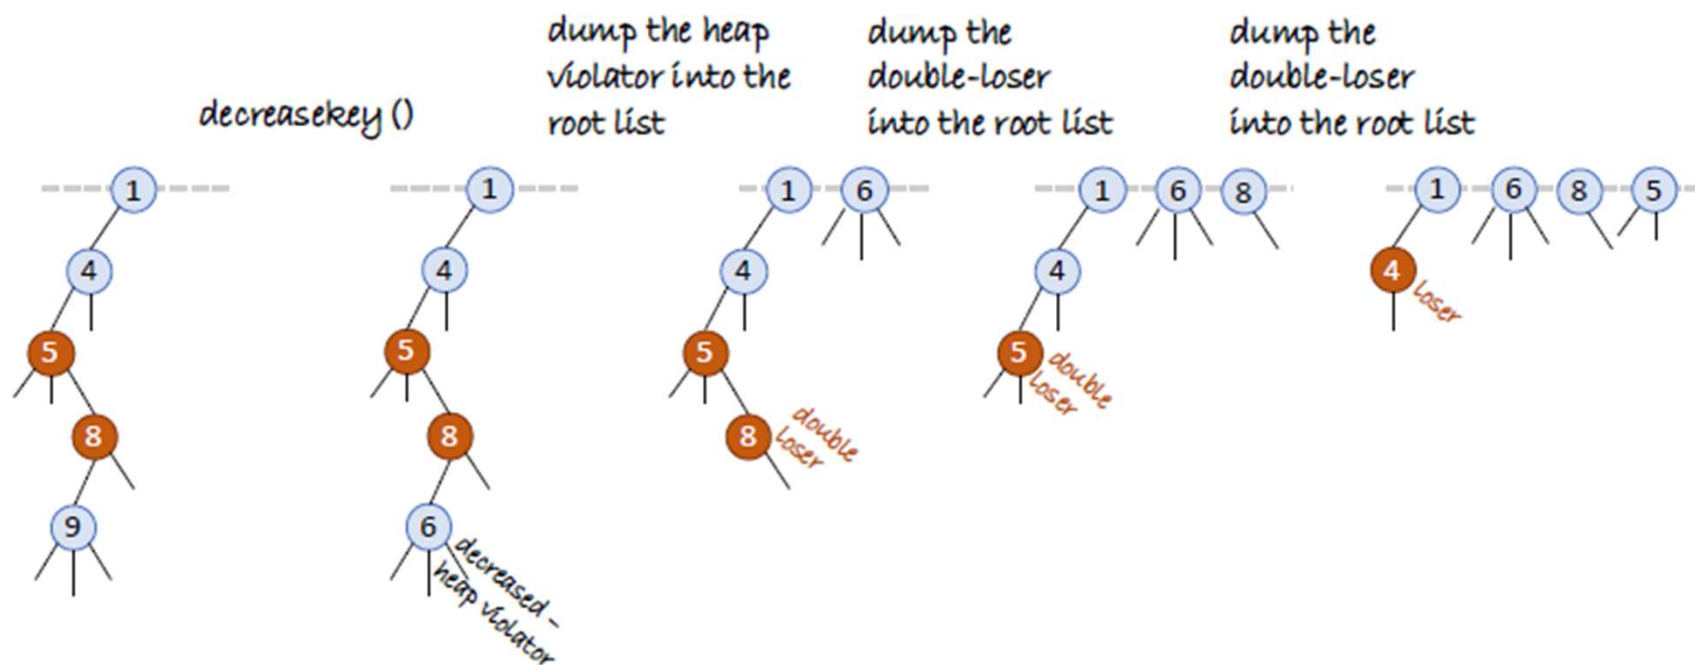 decreasekey ()
dump the heap
violator into the
root list
dump the
double-loser
into the root list
dump the
double-loser
into the root list
1
4
5
8
9
1
4
5
8
6
decreased -
heap violator
1 6
4
5
8
double
loser
1 6 8
4
5
double
loser
1 6 8 5
4
loser